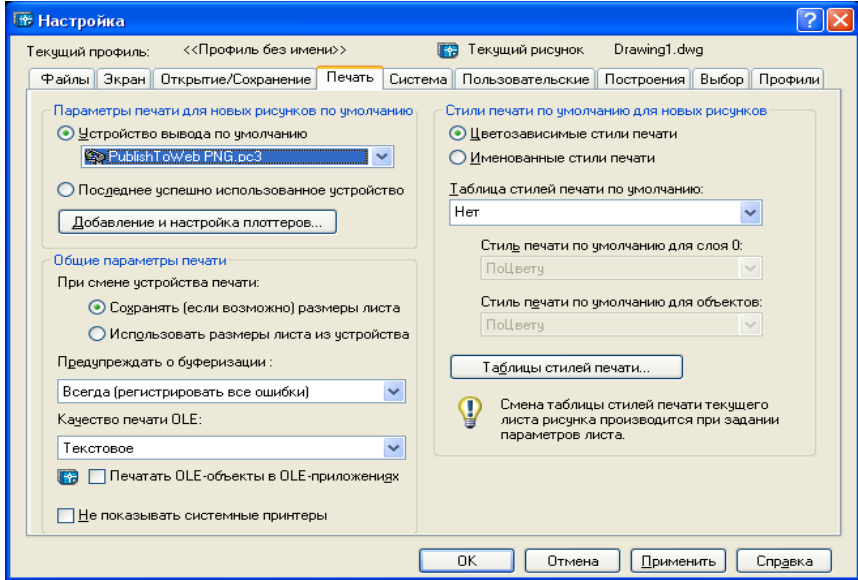 Настройка
Текущий профиль: <<Профиль без имени>> Текущий рисунок Drawing1.dwg
Файлы Экран Открытие/Сохранение Печать Система Пользовательские Построения Выбор Профили
Параметры печати для новых рисунков по умолчанию
Устройство вывода по умолчанию
PublishToWeb PNG.pc3
Последнее успешно использованное устройство
Добавление и настройка плоттеров...
Общие параметры печати
При смене устройства печати:
Сохранять (если возможно) размеры листа
Использовать размеры листа из устройства
Предупреждать о буферизации :
Всегда (регистрировать все ошибки)
Качество печати OLE:
Текстовое
Печатать OLE-объекты в OLE-приложениях
Не показывать системные принтеры
Стили печати по умолчанию для новых рисунков
Цветозависимые стили печати
Именованные стили печати
Таблица стилей печати по умолчанию:
Нет
Стиль печати по умолчанию для слоя 0:
ПоЦвету
Стиль печати по умолчанию для объектов:
ПоЦвету
Таблицы стилей печати...
Смена таблицы стилей печати текущего
листа рисунка производится при задании
параметров листа.
OK Отмена Применить Справка